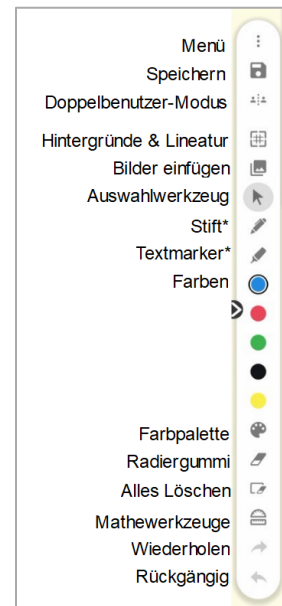 Menü
Speichern
Doppelbenutzer-Modus
Hintergründe & Lineatur
Bilder einfügen
Auswahlwerkzeug
Stift*
Textmarker*
Farben
Farbpalette
Radiergummi
Alles Löschen
Mathewerkzeuge
Wiederholen
Rückgängig